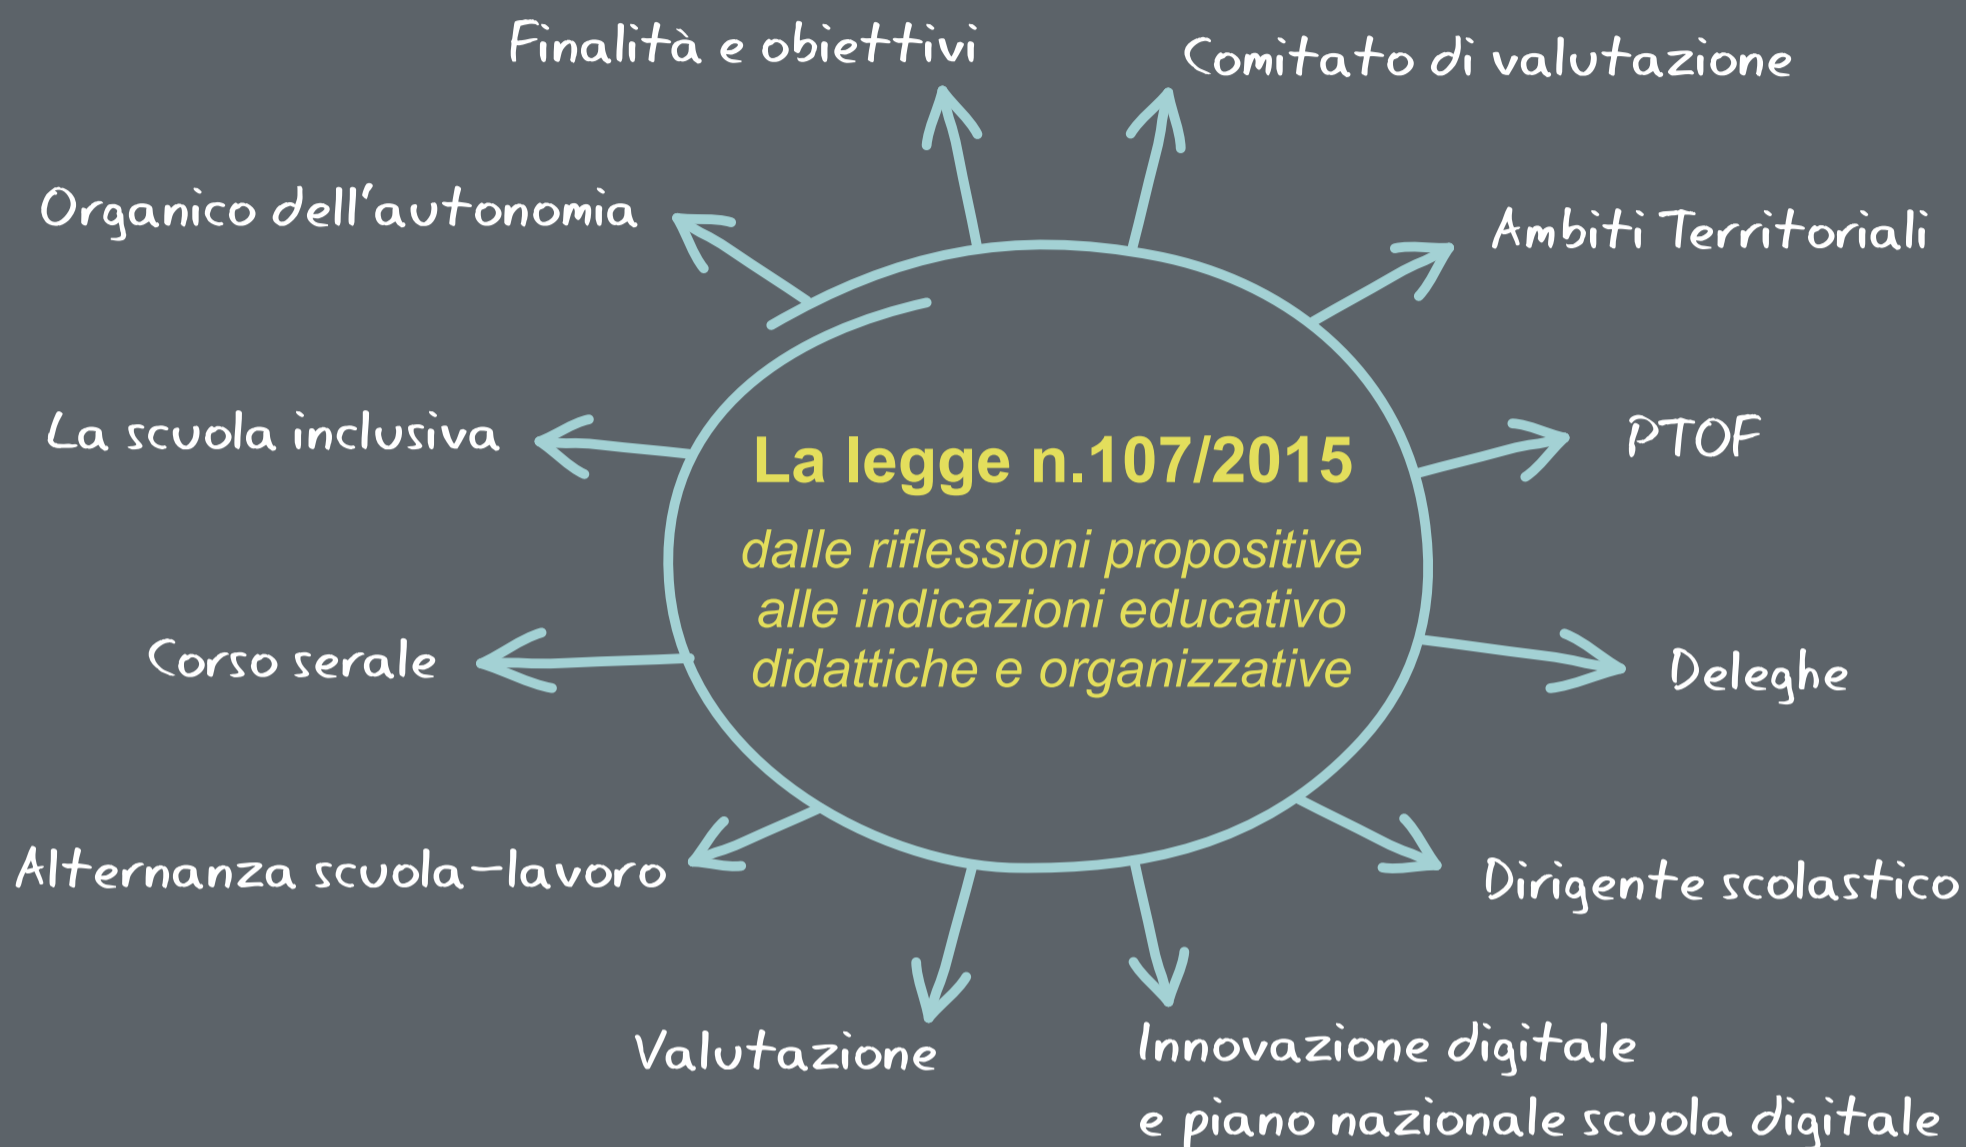 Finalità e obiettivi
Comitato di valutazione
Organico dell'autonomia
Ambiti Territoriali
La scuola inclusiva
PTOF
La legge n.107/2015
dalle riflessioni propositive
alle indicazioni educativo
didattiche e organizzative
Corso serale
Deleghe
Alternanza scuola-lavoro
Dirigente scolastico
Valutazione
Innovazione digitale
e piano nazionale scuola digitale